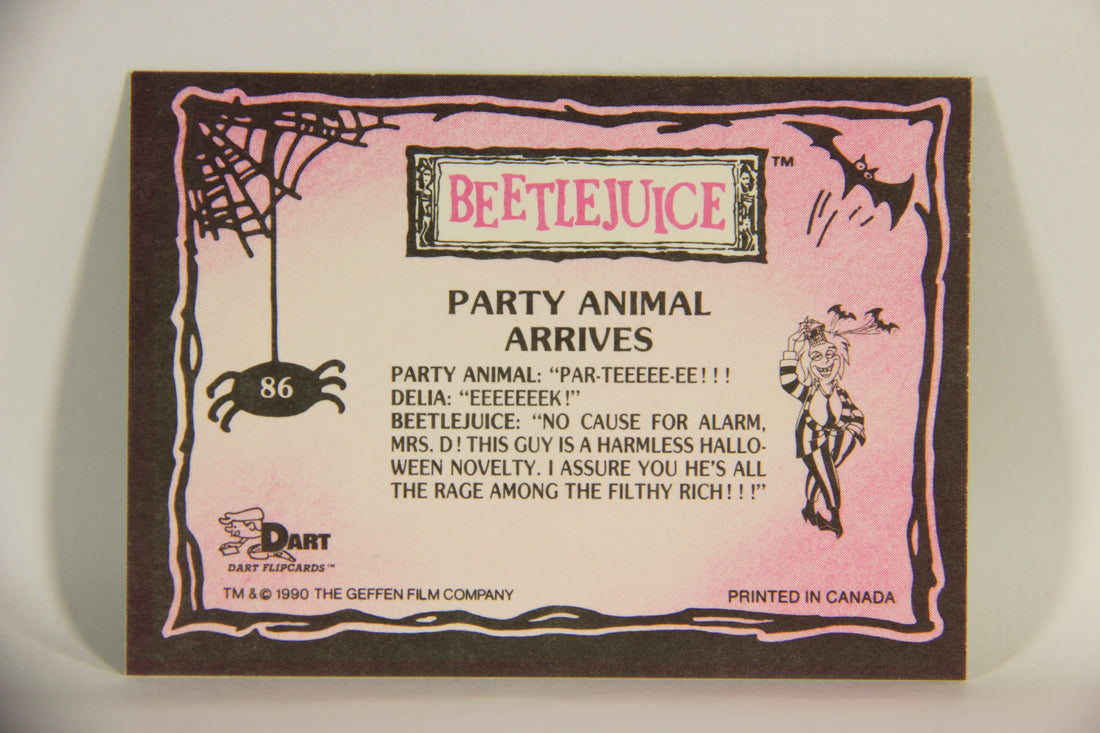 BEETLEJUICE ™
PARTY ANIMAL
ARRIVES
86
PARTY ANIMAL: “PAR-TEEEEE-EE!!!
DELIA: “EEEEEEEK!”
BEETLEJUICE: “NO CAUSE FOR ALARM,
MRS. D! THIS GUY IS A HARMLESS HALLO-
WEEN NOVELTY. I ASSURE YOU HE’S ALL
THE RAGE AMONG THE FILTHY RICH!!!”
DART
DART FLIPCARDS™
TM & © 1990 THE GEFFEN FILM COMPANY
PRINTED IN CANADA